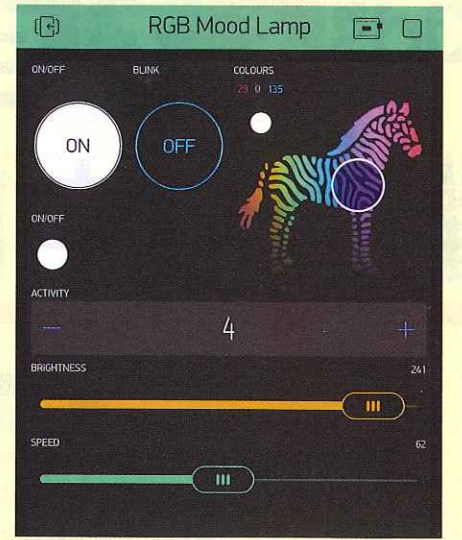 RGB Mood Lamp
ON/OFF BLINK COLOURS
29 0 135
ON OFF
ON/OFF
ACTIVITY
4
BRIGHTNESS 241
SPEED 62